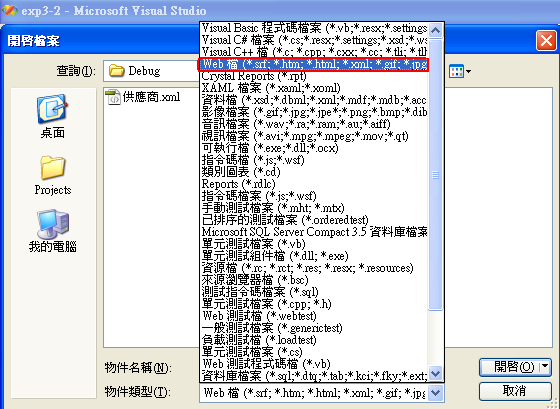 exp3-2 - Microsoft Visual Studio
開啓檔案
查詢(I):
Debug
供應商.xml
桌面
Projects
我的電腦
Visual Basic 程式碼檔案 (*.vb;*.resx;*.settings
Visual C# 檔案 (*.cs;*.resx;*.settings;*.xsd;*.ws
Visual C++ 檔案 (*.c; *.cpp; *.cxx; *.cc; *.tli; *.tlh
Web 檔 (*.srf; *.htm; *.html; *.xml; *.gif; *.jpg
Crystal Reports (*.rpt)
XAML 檔案 (*.xaml;*.xoml)
資料檔 (*.xsd;*.dbml;*.xml;*.mdf;*.mdb;*.acc
影像檔案 (*.gif;*.jpg;*.jpe*;*.png;*.bmp;*.dib
音訊檔案 (*.wav;*.ra;*.ram;*.au;*.aiff)
視訊檔案 (*.avi;*.mpg;*.mpeg;*.mov;*.qt)
可執行檔 (*.exe;*.dll;*.ocx)
指令碼檔 (*.js;*.wsf)
類別圖表 (*.cd)
Reports (*.rdlc)
指令碼檔案 (*.js;*.wsf)
手動測試檔案 (*.mht; *.mtx)
已排序的測試檔案 (*.orderedtest)
Microsoft SQL Server Compact 3.5 資料庫檔案
單元測試 (*.vb)
單元測試組件檔 (*.dll; *.exe)
資源檔 (*.rc; *.rct; *.res; *.resx; *.resources)
來源瀏覽器檔 (*.bsc)
測試指令碼檔案 (*.sql)
單元測試 (*.cpp; *.h)
Web 測試 (*.webtest)
一般測試檔案 (*.generictest)
負載測試檔 (*.loadtest)
單元測試 (*.cs)
Web 測試程式碼檔 (*.vb)
資料庫檔案 (*.sql;*.dtq;*.tab;*.kci;*.fky;*.ext;
物件名稱(N):
開啓(O)
物件類型(T):
Web 檔 (*.srf; *.htm; *.html; *.xml; *.gif; *.jpg
取消